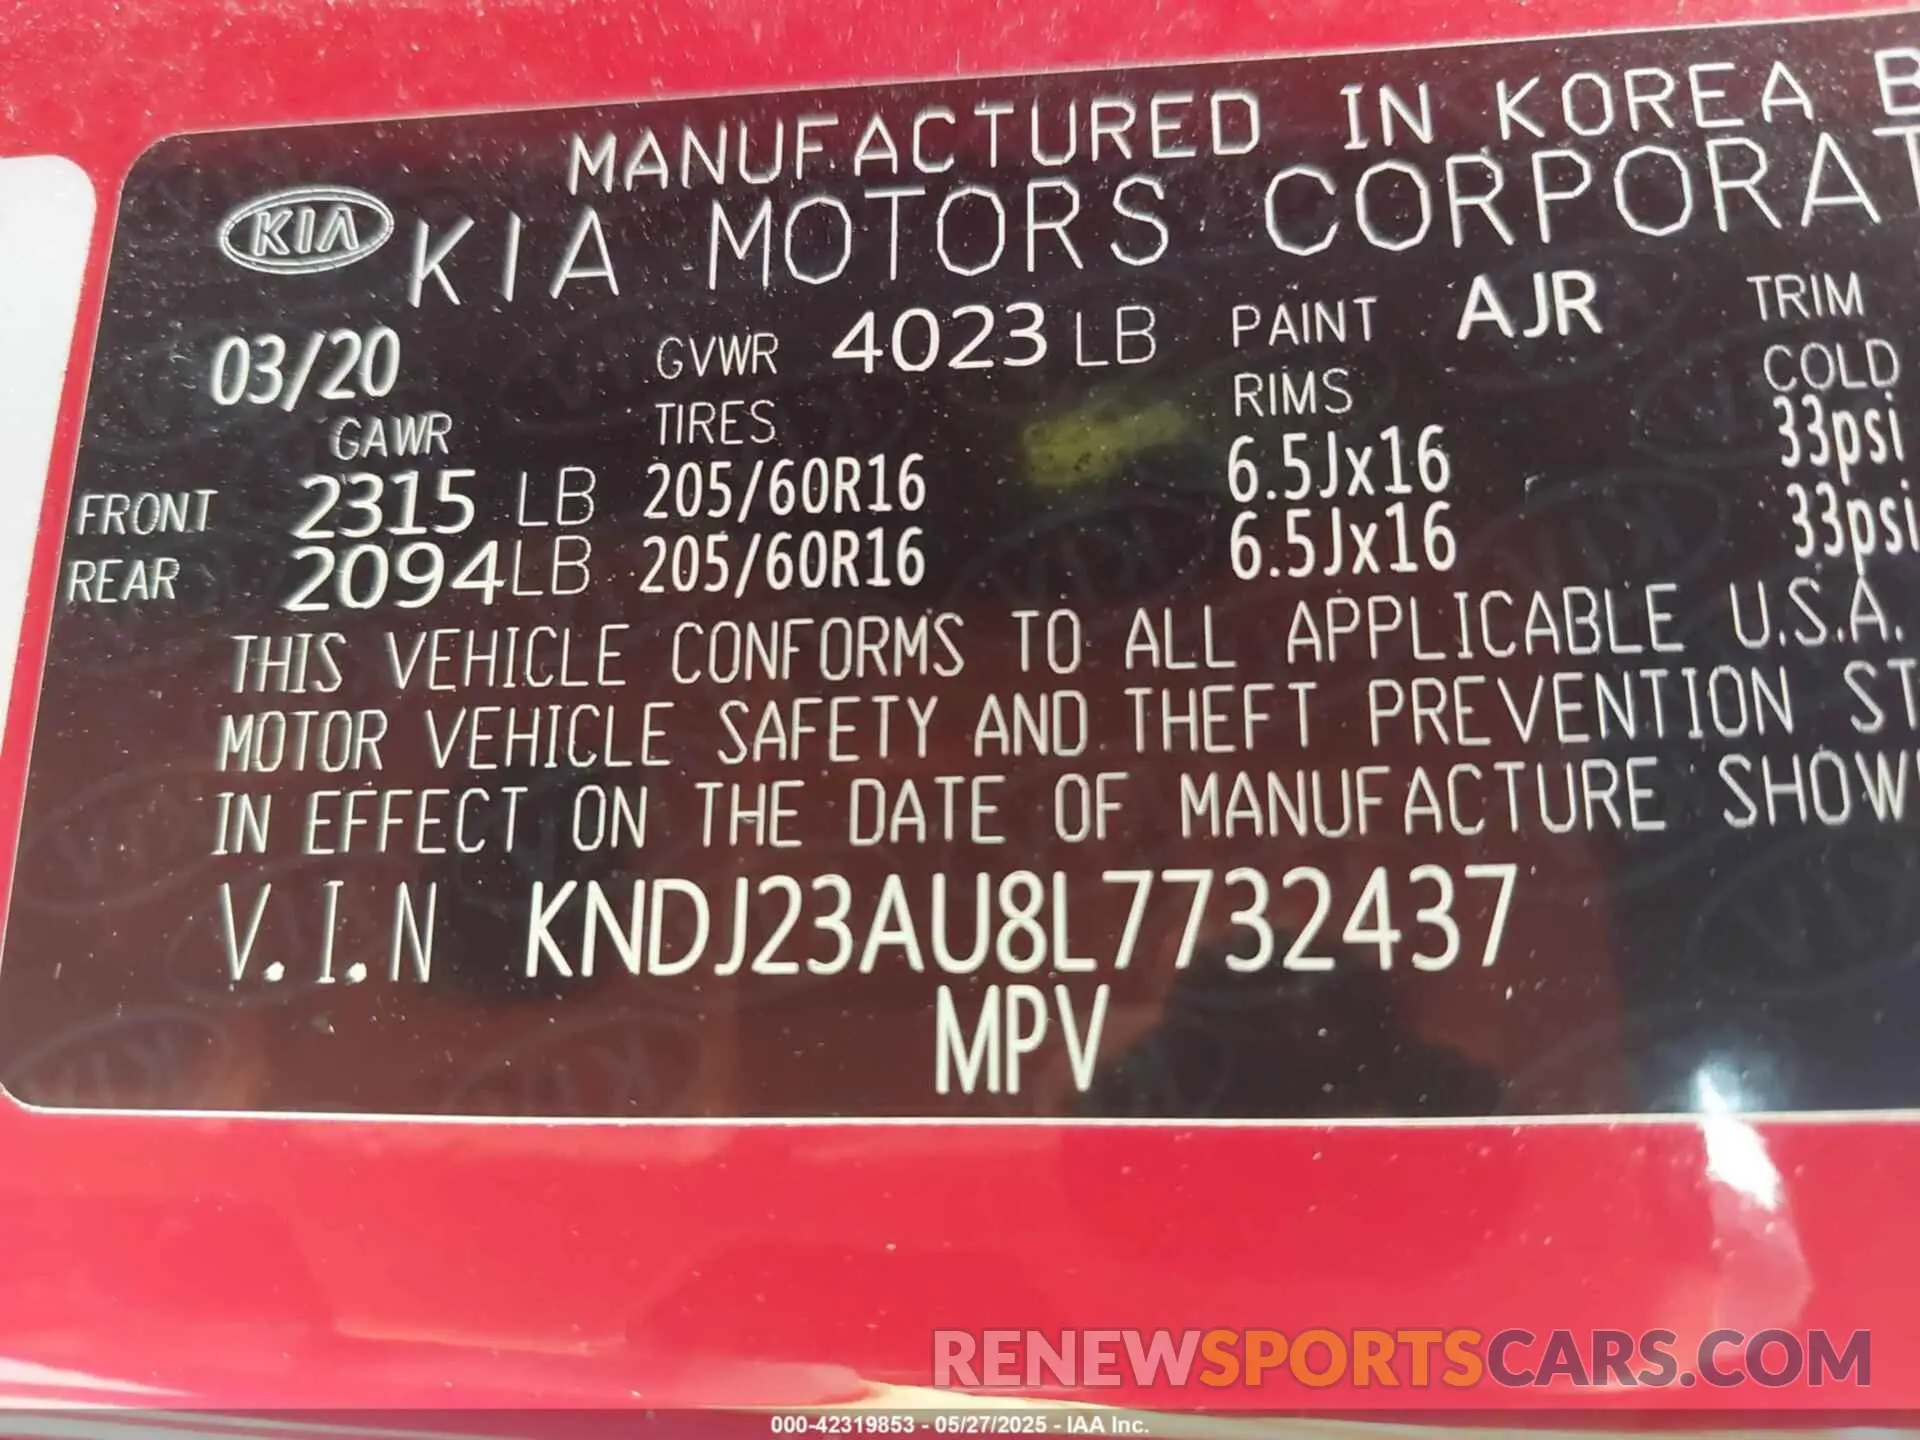 MANUFACTURED IN KOREA B
KIA KIA MOTORS CORPORAT
03/20 GVWR 4023 LB PAINT AJR TRIM
GAWR TIRES RIMS COLD
FRONT 2315 LB 205/60R16 6.5Jx16 33psi
REAR 2094 LB 205/60R16 6.5Jx16 33psi
THIS VEHICLE CONFORMS TO ALL APPLICABLE U.S.A.
MOTOR VEHICLE SAFETY AND THEFT PREVENTION ST
IN EFFECT ON THE DATE OF MANUFACTURE SHOW
V.I.N KNDJ23AU8L7732437
MPV
RENEWSPORTSCARS.COM
000-42319853 - 05/27/2025 - IAA Inc.